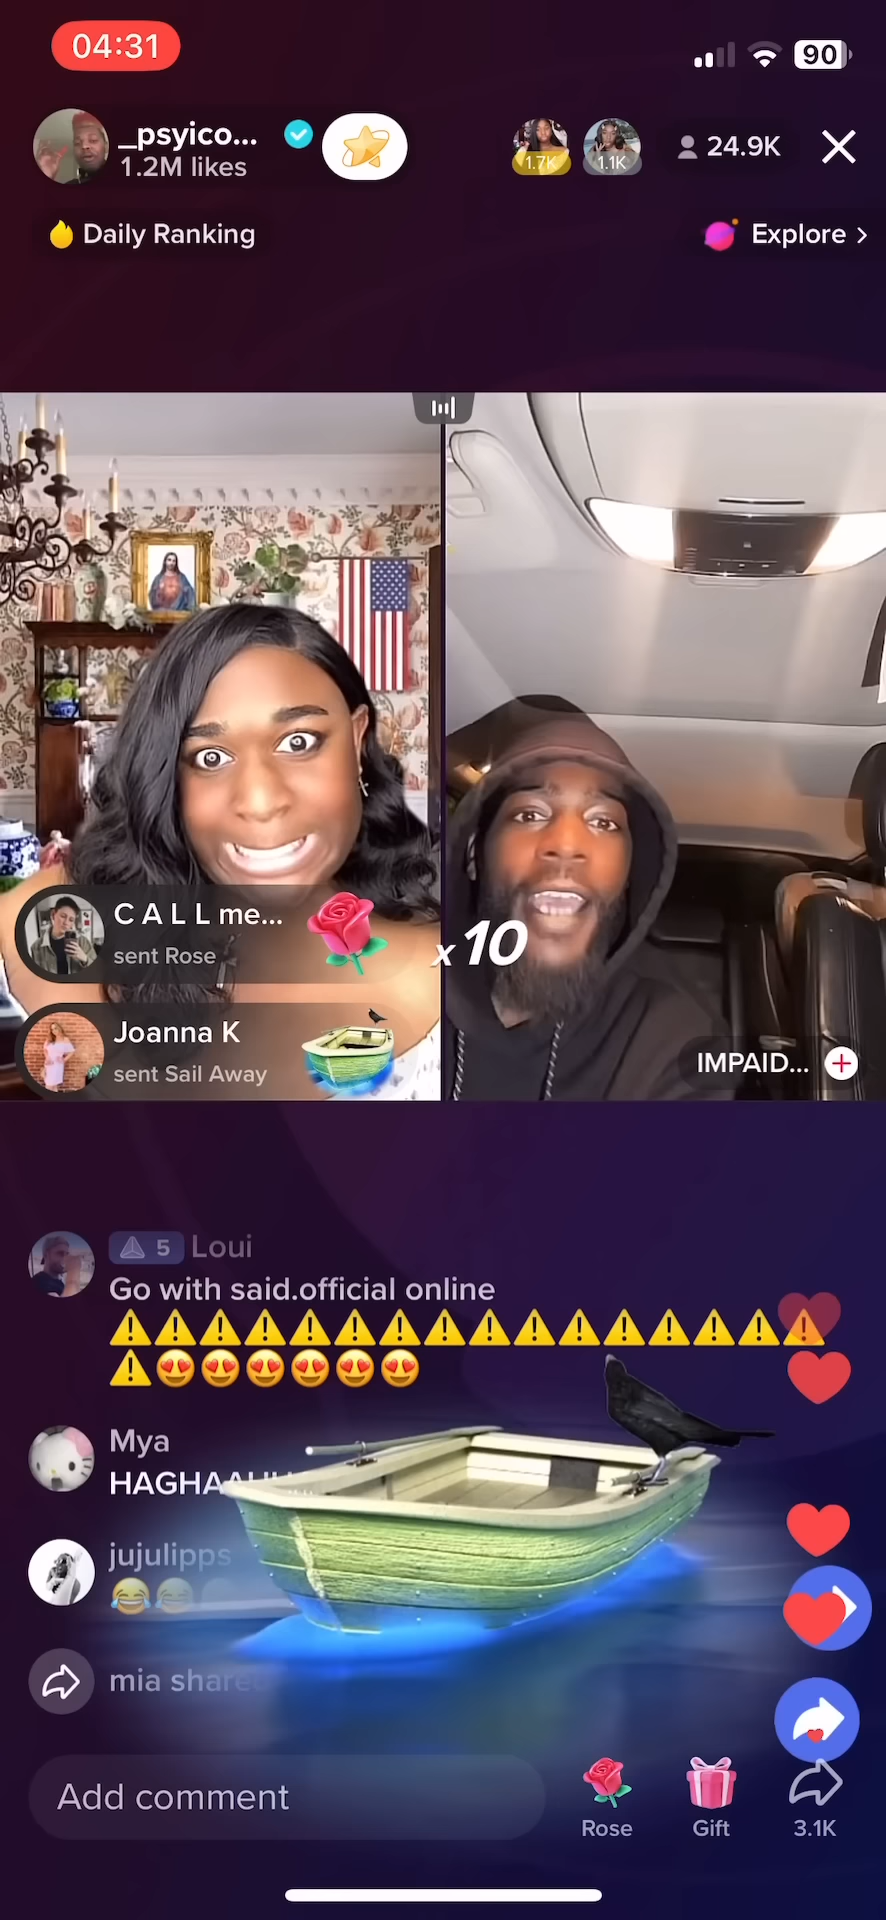 04:31
90
_psyico...
1.2M likes
1.7K
1.1K
24.9K
Daily Ranking
Explore >
C A L L me...
sent Rose
x10
Joanna K
sent Sail Away
IMPAID...
5 Loui
Go with said.official online
⚠️⚠️⚠️⚠️⚠️⚠️⚠️⚠️⚠️⚠️⚠️⚠️⚠️⚠️⚠️⚠️
⚠️😍😍😍😍😍😍
Mya
jujulipps
😂😂
mia shared
Add comment
Rose
Gift
3.1K